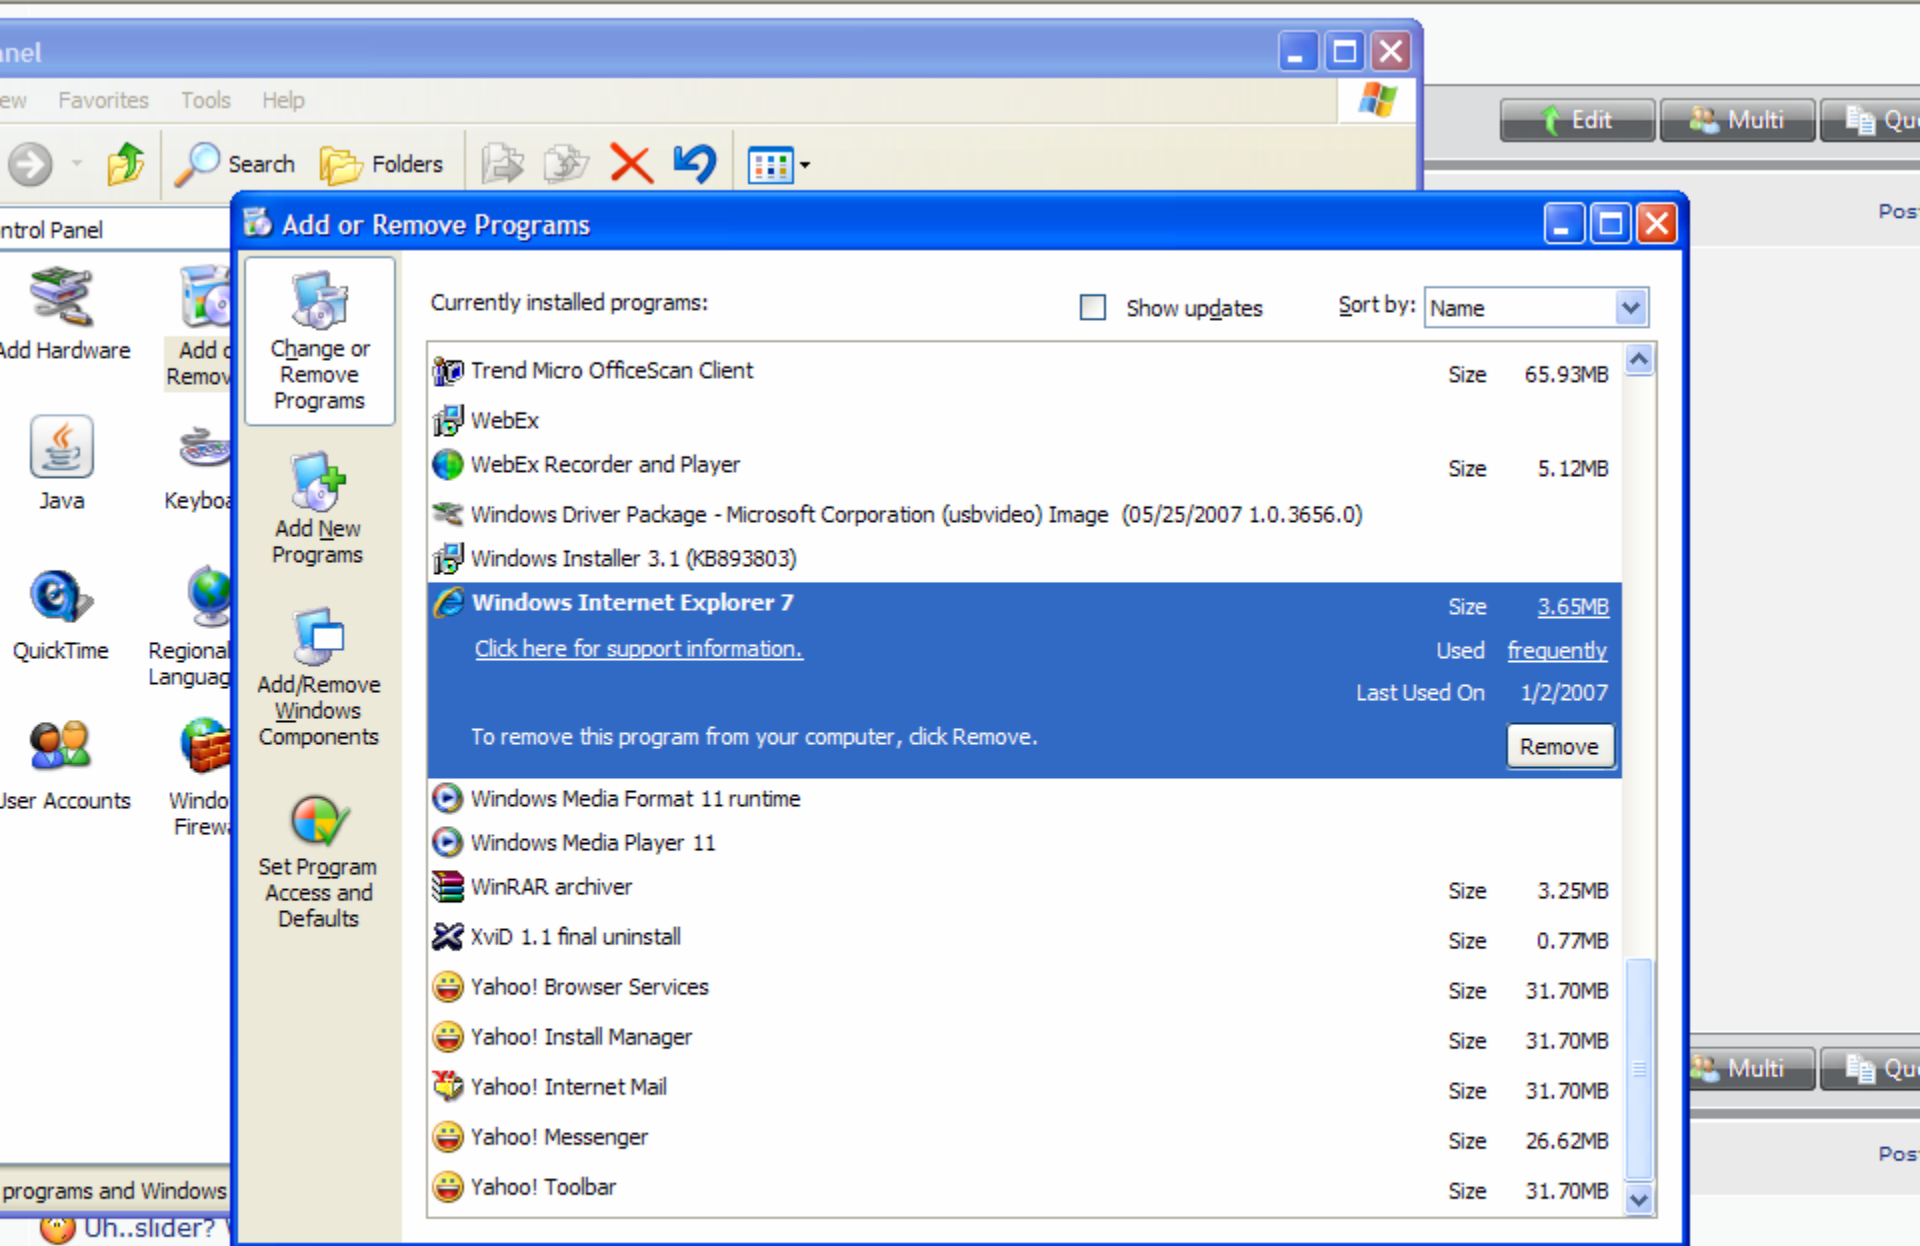 anel
ew Favorites Tools Help
Search Folders
ntrol Panel
Add Hardware
Add o
Remov
Java
Keyboa
QuickTime
Regional
Languag
User Accounts
Windo
Firewa
programs and Windows
Uh..slider?
Edit Multi Quo
Post
Multi Quo
Post
Add or Remove Programs
Change or
Remove
Programs
Add New
Programs
Add/Remove
Windows
Components
Set Program
Access and
Defaults
Currently installed programs: Show updates Sort by: Name
Trend Micro OfficeScan Client Size 65.93MB
WebEx
WebEx Recorder and Player Size 5.12MB
Windows Driver Package - Microsoft Corporation (usbvideo) Image (05/25/2007 1.0.3656.0)
Windows Installer 3.1 (KB893803)
Windows Internet Explorer 7 Size 3.65MB
Click here for support information. Used frequently
Last Used On 1/2/2007
To remove this program from your computer, click Remove. Remove
Windows Media Format 11 runtime
Windows Media Player 11
WinRAR archiver Size 3.25MB
XviD 1.1 final uninstall Size 0.77MB
Yahoo! Browser Services Size 31.70MB
Yahoo! Install Manager Size 31.70MB
Yahoo! Internet Mail Size 31.70MB
Yahoo! Messenger Size 26.62MB
Yahoo! Toolbar Size 31.70MB